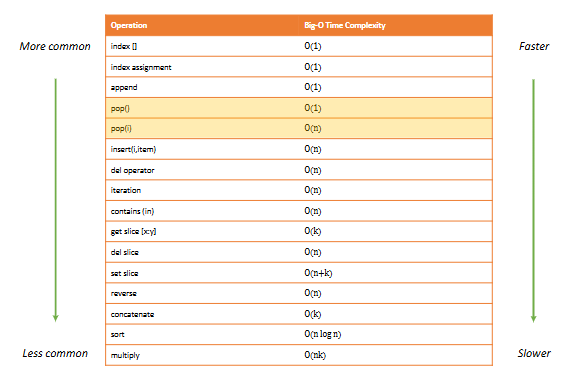 Operation Big-O Time Complexity
More common index [] O(1) Faster
index assignment O(1)
append O(1)
pop() O(1)
pop(i) O(n)
insert(i,item) O(n)
del operator O(n)
iteration O(n)
contains (in) O(n)
get slice [x:y] O(k)
del slice O(n)
set slice O(n+k)
reverse O(n)
concatenate O(k)
sort O(n log n)
Less common multiply O(nk) Slower